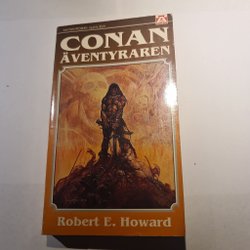 CONAN
ÄVENTYRAREN
Robert E. Howard